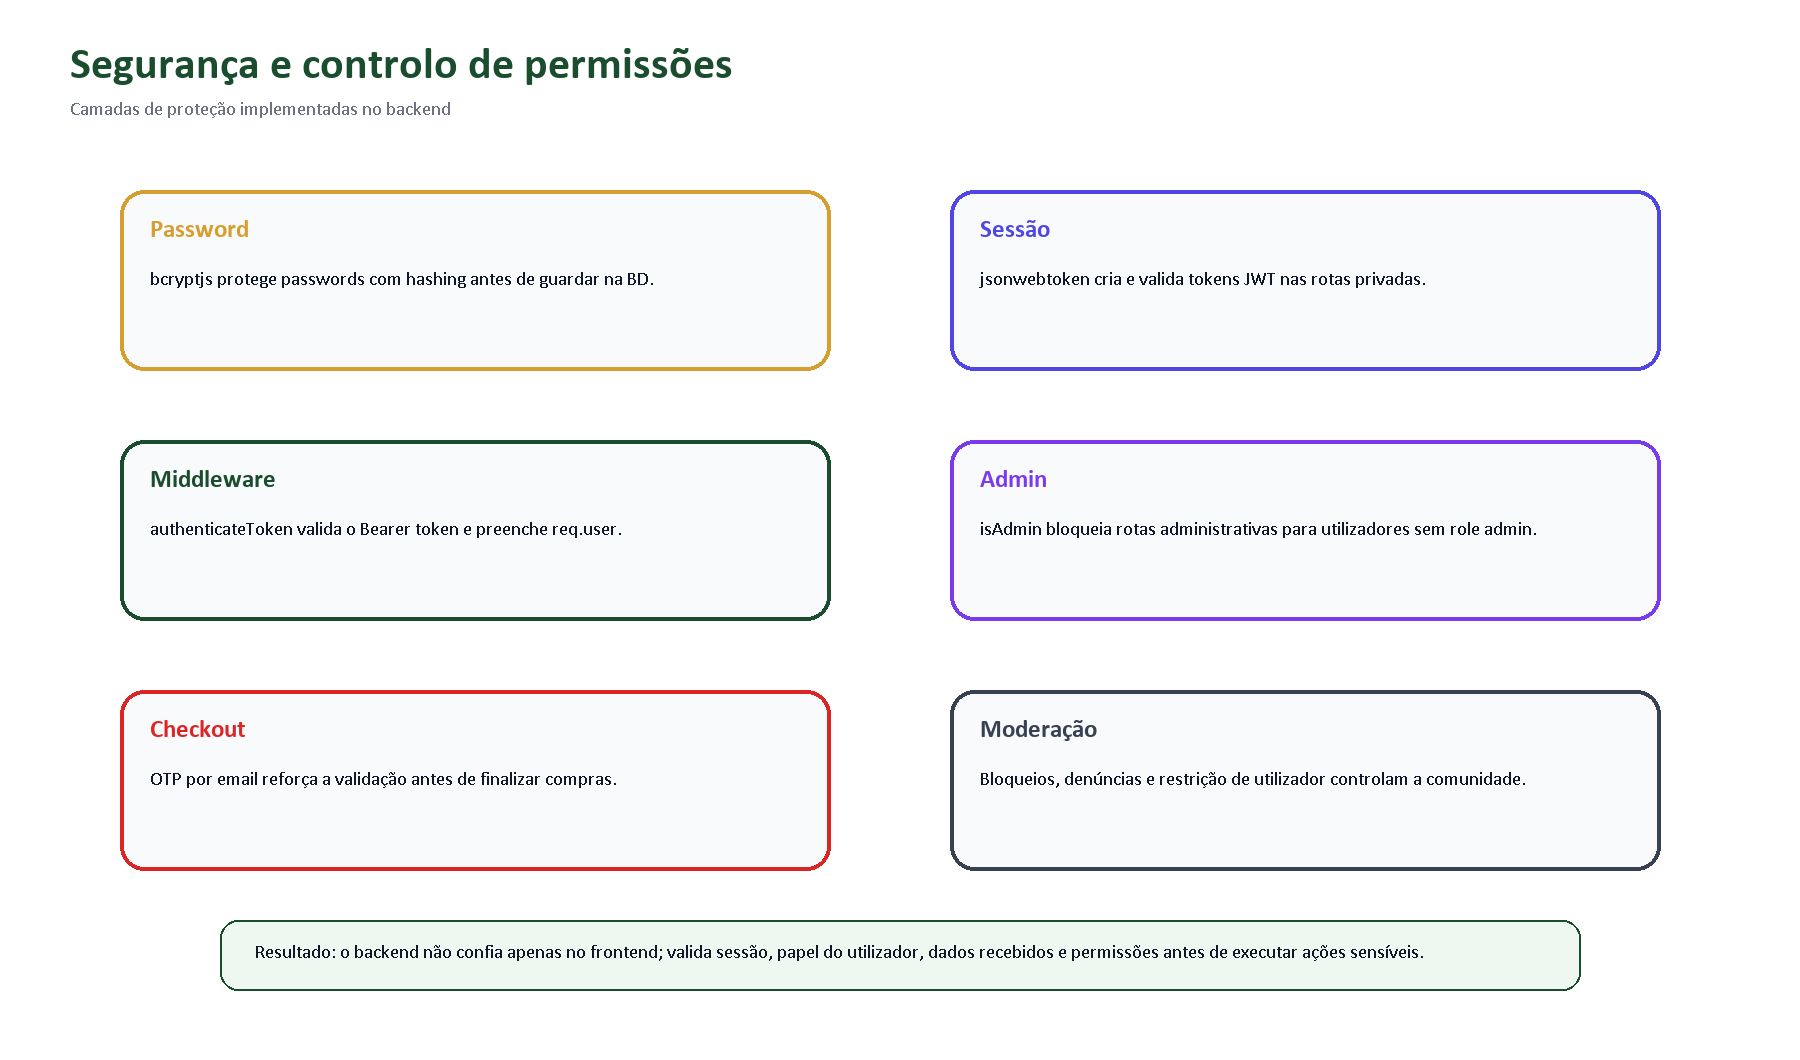 Segurança e controlo de permissões
Camadas de proteção implementadas no backend
Password
bcryptjs protege passwords com hashing antes de guardar na BD.
Sessão
jsonwebtoken cria e valida tokens JWT nas rotas privadas.
Middleware
authenticateToken valida o Bearer token e preenche req.user.
Admin
isAdmin bloqueia rotas administrativas para utilizadores sem role admin.
Checkout
OTP por email reforça a validação antes de finalizar compras.
Moderação
Bloqueios, denúncias e restrição de utilizador controlam a comunidade.
Resultado: o backend não confia apenas no frontend; valida sessão, papel do utilizador, dados recebidos e permissões antes de executar ações sensíveis.